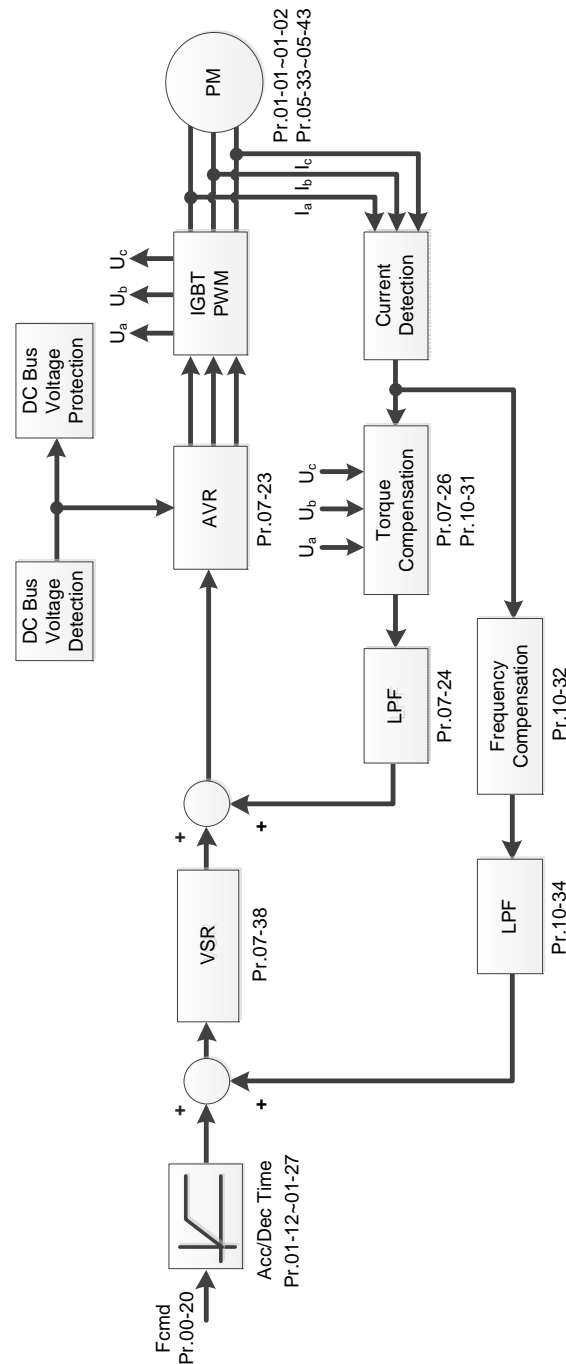 Fcmd
Pr.00-20
Acc/Dec Time
Pr.01-12~01-27
+
+
VSR
Pr.07-38
+
+
DC Bus
Voltage
Detection
DC Bus
Voltage
Protection
AVR
Pr.07-23
Ua
Ub
Uc
IGBT
PWM
PM
Pr.01-01~01-02
Pr.05-33~05-43
Ia
Ib
Ic
Current
Detection
Ua
Ub
Uc
Torque
Compensation
Pr.07-26
Pr.10-31
LPF
Pr.07-24
Frequency
Compensation
Pr.10-32
LPF
Pr.10-34